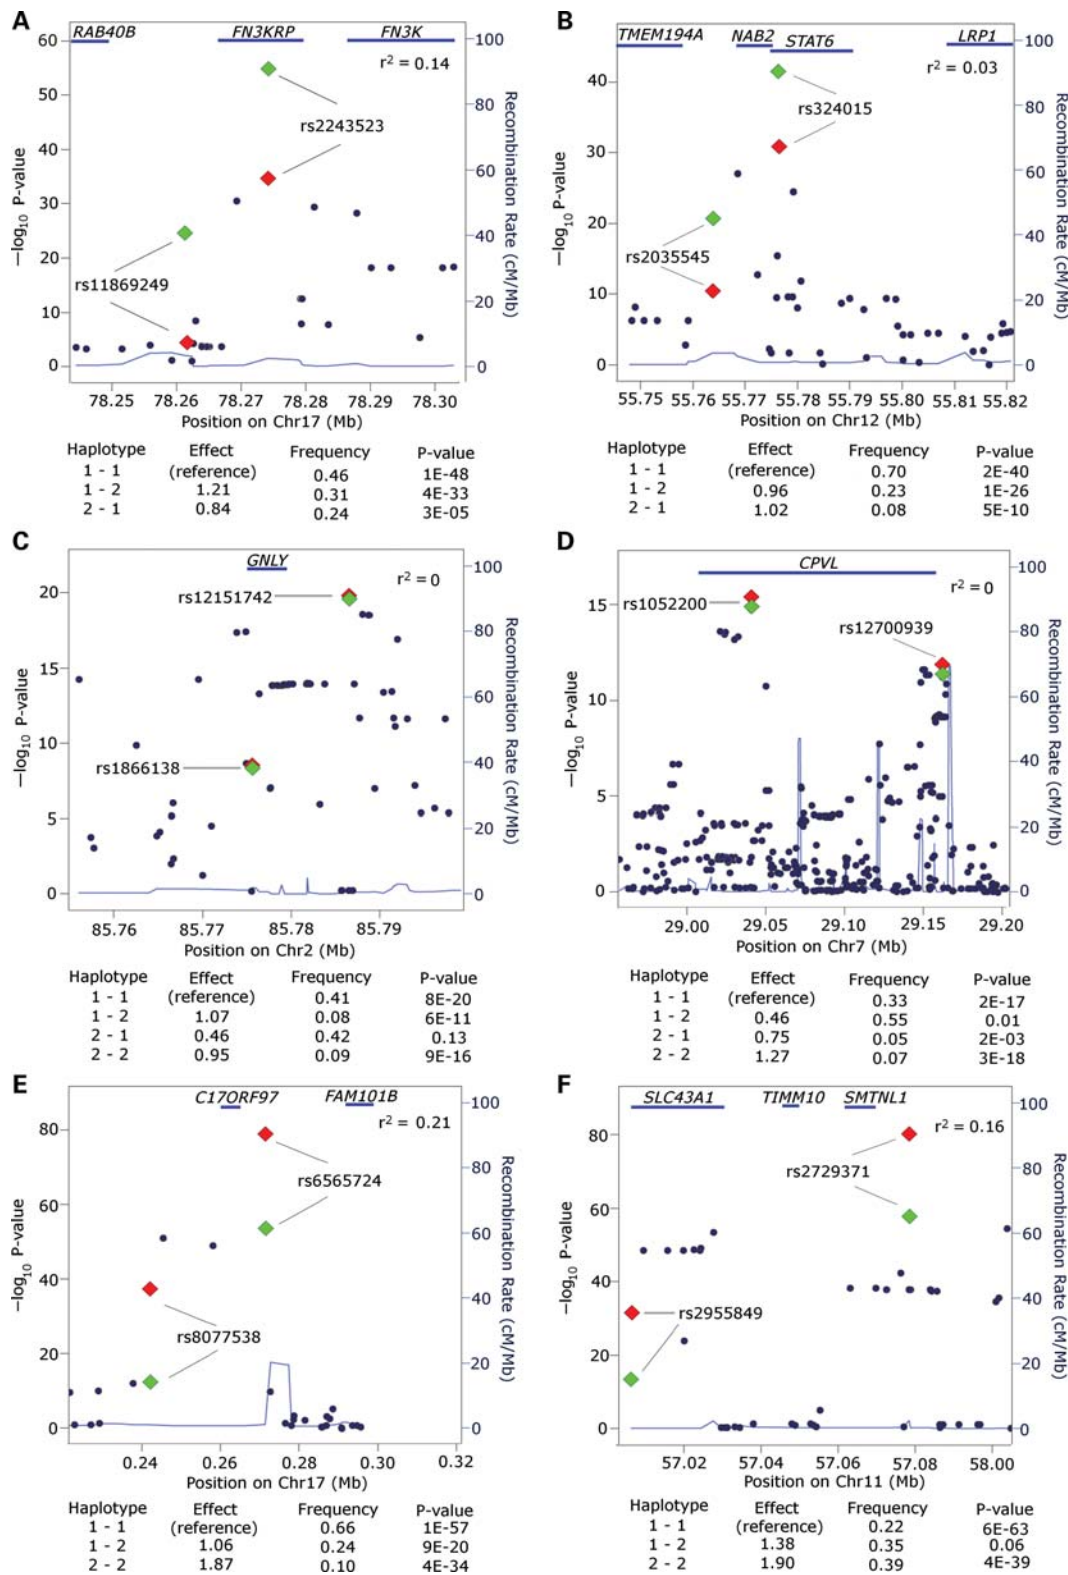 A
RAB40B FN3KRP FN3K
r² = 0.14
60
50
40
30
20
10
0
−log₁₀ P-value
100
80
60
40
20
0
Recombination Rate (cM/Mb)
rs2243523
rs11869249
78.25 78.26 78.27 78.28 78.29 78.30
Position on Chr17 (Mb)
Haplotype Effect Frequency P-value
1 - 1 (reference) 0.46 1E-48
1 - 2 1.21 0.31 4E-33
2 - 1 0.84 0.24 3E-05
B
TMEM194A NAB2 STAT6 LRP1
r² = 0.03
40
30
20
10
0
−log₁₀ P-value
100
80
60
40
20
0
Recombination Rate (cM/Mb)
rs324015
rs2035545
55.75 55.76 55.77 55.78 55.79 55.80 55.81 55.82
Position on Chr12 (Mb)
Haplotype Effect Frequency P-value
1 - 1 (reference) 0.70 2E-40
1 - 2 0.96 0.23 1E-26
2 - 1 1.02 0.08 5E-10
C
GNLY
r² = 0
20
15
10
5
0
−log₁₀ P-value
100
80
60
40
20
0
Recombination Rate (cM/Mb)
rs12151742
rs1866138
85.76 85.77 85.78 85.79
Position on Chr2 (Mb)
Haplotype Effect Frequency P-value
1 - 1 (reference) 0.41 8E-20
1 - 2 1.07 0.08 6E-11
2 - 1 0.46 0.42 0.13
2 - 2 0.95 0.09 9E-16
D
CPVL
r² = 0
15
10
5
0
−log₁₀ P-value
100
80
60
40
20
0
Recombination Rate (cM/Mb)
rs1052200
rs12700939
29.00 29.05 29.10 29.15 29.20
Position on Chr7 (Mb)
Haplotype Effect Frequency P-value
1 - 1 (reference) 0.33 2E-17
1 - 2 0.46 0.55 0.01
2 - 1 0.75 0.05 2E-03
2 - 2 1.27 0.07 3E-18
E
C17ORF97 FAM101B
r² = 0.21
80
60
40
20
0
−log₁₀ P-value
100
80
60
40
20
0
Recombination Rate (cM/Mb)
rs6565724
rs8077538
0.24 0.26 0.28 0.30 0.32
Position on Chr17 (Mb)
Haplotype Effect Frequency P-value
1 - 1 (reference) 0.66 1E-57
1 - 2 1.06 0.24 9E-20
2 - 2 1.87 0.10 4E-34
F
SLC43A1 TIMM10 SMTNL1
r² = 0.16
80
60
40
20
0
−log₁₀ P-value
100
80
60
40
20
0
Recombination Rate (cM/Mb)
rs2729371
rs2955849
57.02 57.04 57.06 57.08 58.00
Position on Chr11 (Mb)
Haplotype Effect Frequency P-value
1 - 1 (reference) 0.22 6E-63
1 - 2 1.38 0.35 0.06
2 - 2 1.90 0.39 4E-39